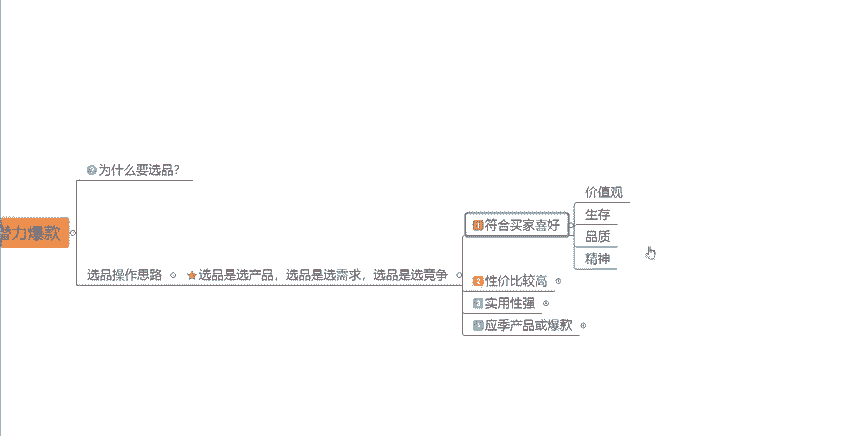 为什么要选品？
潜力爆款
选品操作思路
选品是选产品，选品是选需求，选品是选竞争
1 符合买家喜好
价值观
生存
品质
精神
2 性价比较高
3 实用性强
应季产品或爆款